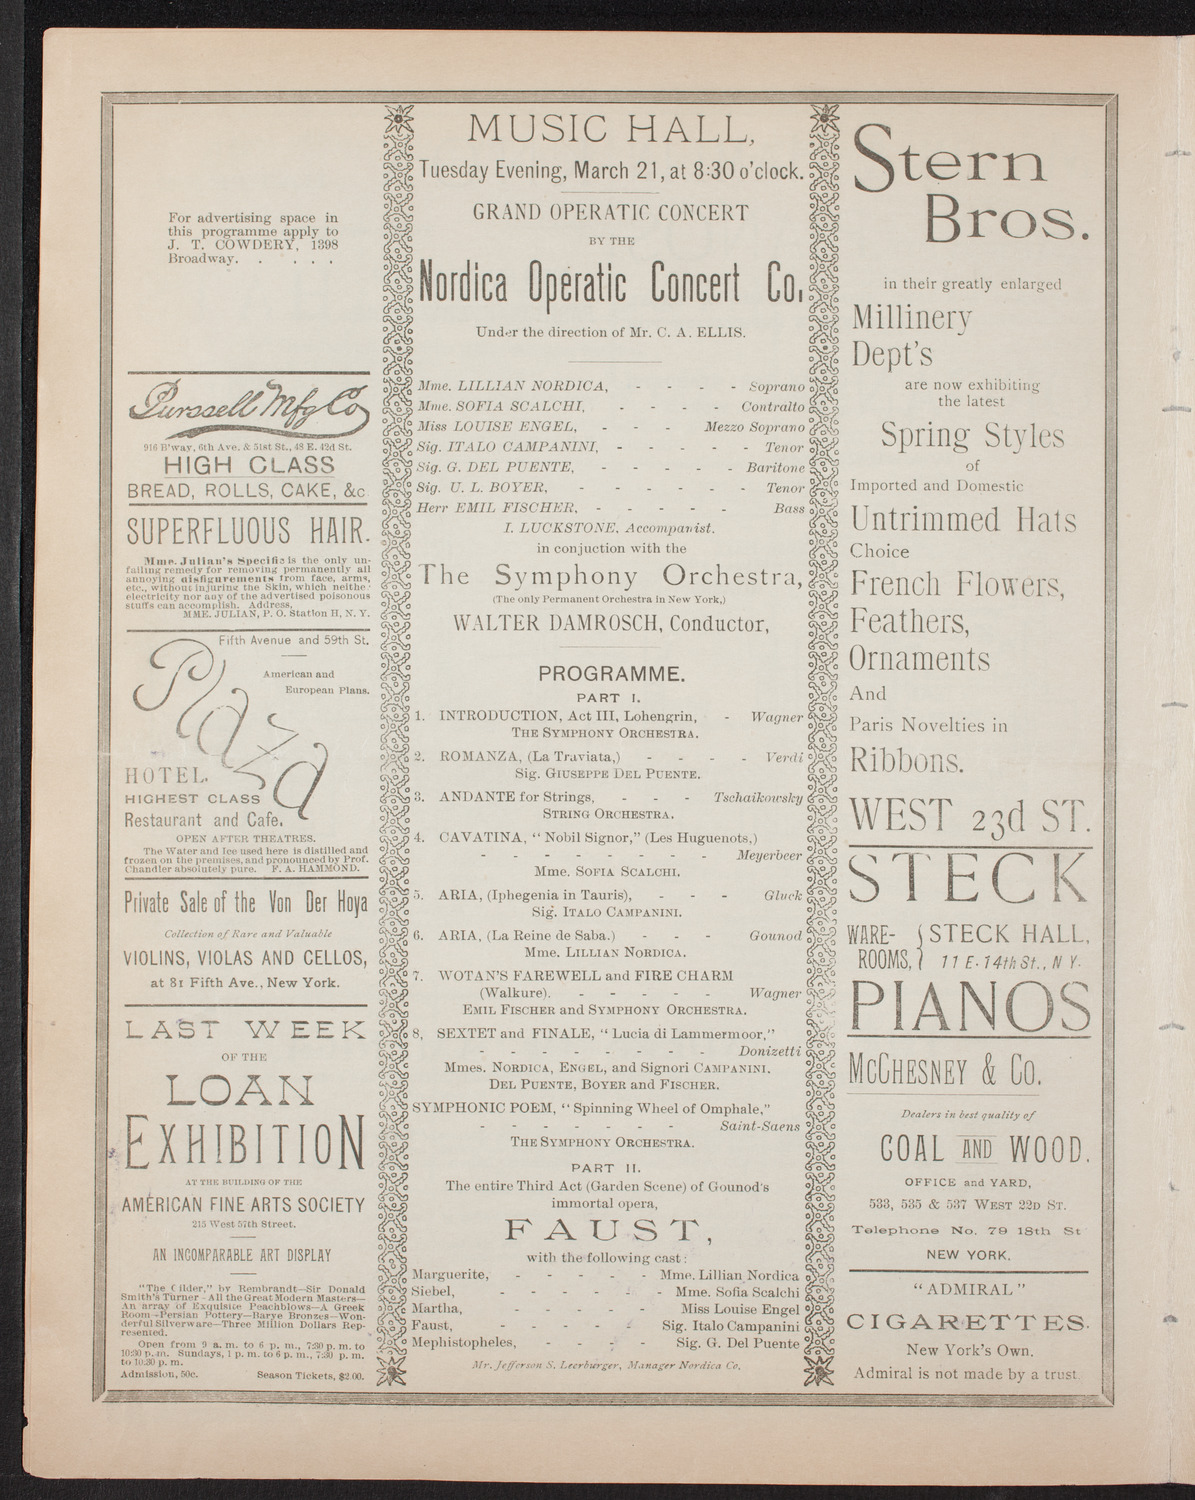 For advertising space in
this programme apply to
J. T. COWDERY, 1398
Broadway. . . . .
Purssell Mfg Co
916 B'way, 6th Ave. & 51st St., 48 E. 42d St.
HIGH CLASS
BREAD, ROLLS, CAKE, &c
SUPERFLUOUS HAIR.
Mme. Julian's Specific is the only un-
failing remedy for removing permanently all
annoying disfigurements from face, arms,
etc., without injuring the Skin, which neither
electricity nor any of the advertised poisonous
stuffs can accomplish. Address,
MME. JULIAN, P. O. Station H, N. Y.
Fifth Avenue and 59th St.
American and
European Plans.
Plaza
HOTEL.
HIGHEST CLASS
Restaurant and Cafe.
OPEN AFTER THEATRES.
The Water and Ice used here is distilled and
frozen on the premises, and pronounced by Prof.
Chandler absolutely pure. F. A. HAMMOND.
Private Sale of the Von Der Hoya
Collection of Rare and Valuable
VIOLINS, VIOLAS AND CELLOS,
at 81 Fifth Ave., New York.
LAST WEEK
OF THE
LOAN
EXHIBITION
AT THE BUILDING OF THE
AMERICAN FINE ARTS SOCIETY
215 West 57th Street.
AN INCOMPARABLE ART DISPLAY
"The Gilder," by Rembrandt—Sir Donald
Smith's Turner - All the Great Modern Masters—
An array of Exquisite Peachblows—A Greek
Room—Persian Pottery—Barye Bronzes—Won-
derful Silverware—Three Million Dollars Rep-
resented.
Open from 9 a. m. to 6 p. m., 7:30 p. m. to
10:30 p. m. Sundays, 1 p. m. to 6 p. m., 7:30 p. m.
to 10:30 p. m.
Admission, 50c. Season Tickets, $2.00.
MUSIC HALL,
Tuesday Evening, March 21, at 8:30 o'clock.
GRAND OPERATIC CONCERT
BY THE
Nordica Operatic Concert Co.
Under the direction of Mr. C. A. ELLIS.
Mme. LILLIAN NORDICA, - - - - Soprano
Mme. SOFIA SCALCHI, - - - - Contralto
Miss LOUISE ENGEL, - - - Mezzo Soprano
Sig. ITALO CAMPANINI, - - - - - Tenor
Sig. G. DEL PUENTE, - - - - - Baritone
Sig. U. L. BOYER, - - - - - - Tenor
Herr EMIL FISCHER, - - - - - Bass
I. LUCKSTONE, Accompanist.
in conjuction with the
The Symphony Orchestra,
(The only Permanent Orchestra in New York,)
WALTER DAMROSCH, Conductor,
PROGRAMME.
PART I.
1. INTRODUCTION, Act III, Lohengrin, - Wagner
THE SYMPHONY ORCHESTRA.
2. ROMANZA, (La Traviata,) - - - - Verdi
Sig. GIUSEPPE DEL PUENTE.
3. ANDANTE for Strings, - - - Tschaikowsky
STRING ORCHESTRA.
4. CAVATINA, "Nobil Signor," (Les Huguenots,)
- - - - - - - - Meyerbeer
Mme. SOFIA SCALCHI.
5. ARIA, (Iphegenia in Tauris), - - - Gluck
Sig. ITALO CAMPANINI.
6. ARIA, (La Reine de Saba.) - - - Gounod
Mme. LILLIAN NORDICA.
7. WOTAN'S FAREWELL and FIRE CHARM
(Walkure). - - - - - Wagner
EMIL FISCHER and SYMPHONY ORCHESTRA.
8, SEXTET and FINALE, "Lucia di Lammermoor,"
- - - - - - - - Donizetti
Mmes. NORDICA, ENGEL, and Signori CAMPANINI.
DEL PUENTE, BOYER and FISCHER.
SYMPHONIC POEM, "Spinning Wheel of Omphale,"
- - - - - - - Saint-Saens
THE SYMPHONY ORCHESTRA.
PART II.
The entire Third Act (Garden Scene) of Gounod's
immortal opera,
FAUST,
with the following cast:
Marguerite, - - - - - Mme. Lillian Nordica
Siebel, - - - - - - Mme. Sofia Scalchi
Martha, - - - - - Miss Louise Engel
Faust, - - - - - Sig. Italo Campanini
Mephistopheles, - - - Sig. G. Del Puente
Mr. Jefferson S. Leerburger, Manager Nordica Co.
Stern
Bros.
in their greatly enlarged
Millinery
Dept's
are now exhibiting
the latest
Spring Styles
of
Imported and Domestic
Untrimmed Hats
Choice
French Flowers,
Feathers,
Ornaments
And
Paris Novelties in
Ribbons.
WEST 23d ST.
STECK
WARE-ROOMS, { STECK HALL,
11 E. 14th St., N Y.
PIANOS
MCCHESNEY & CO.
Dealers in best quality of
COAL AND WOOD.
OFFICE and YARD,
533, 535 & 537 WEST 22D ST.
Telephone No. 79 18th St
NEW YORK.
"ADMIRAL"
CIGARETTES.
New York's Own.
Admiral is not made by a trust.